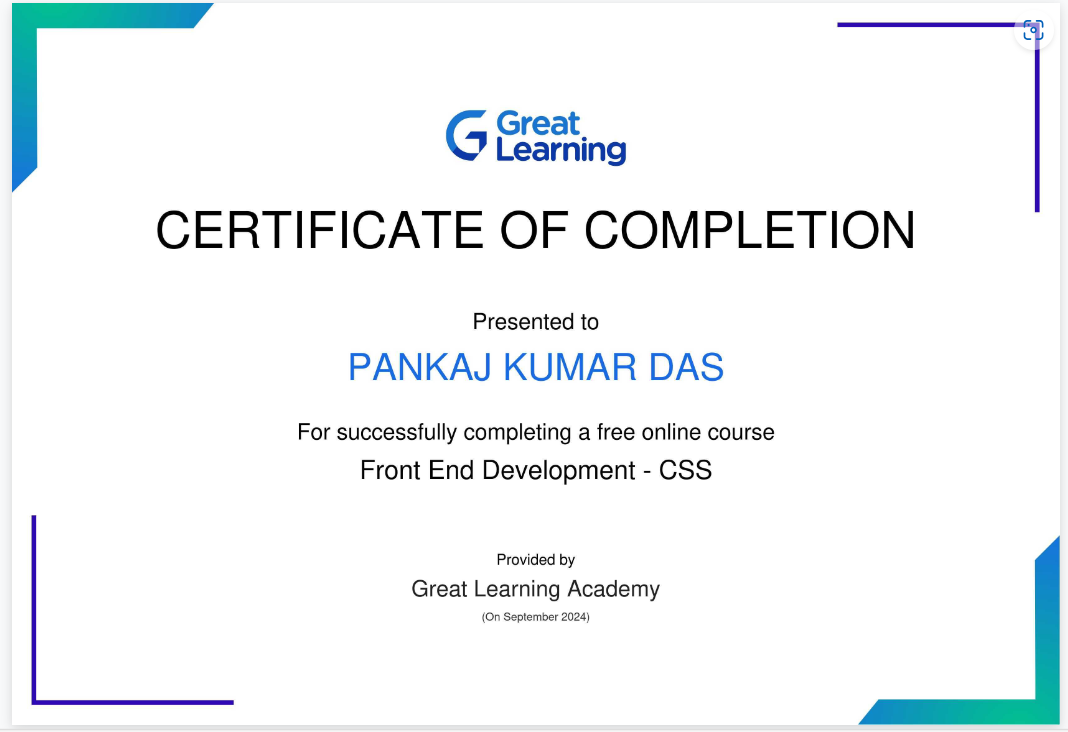 Great
Learning
CERTIFICATE OF COMPLETION
Presented to
PANKAJ KUMAR DAS
For successfully completing a free online course
Front End Development - CSS
Provided by
Great Learning Academy
(On September 2024)